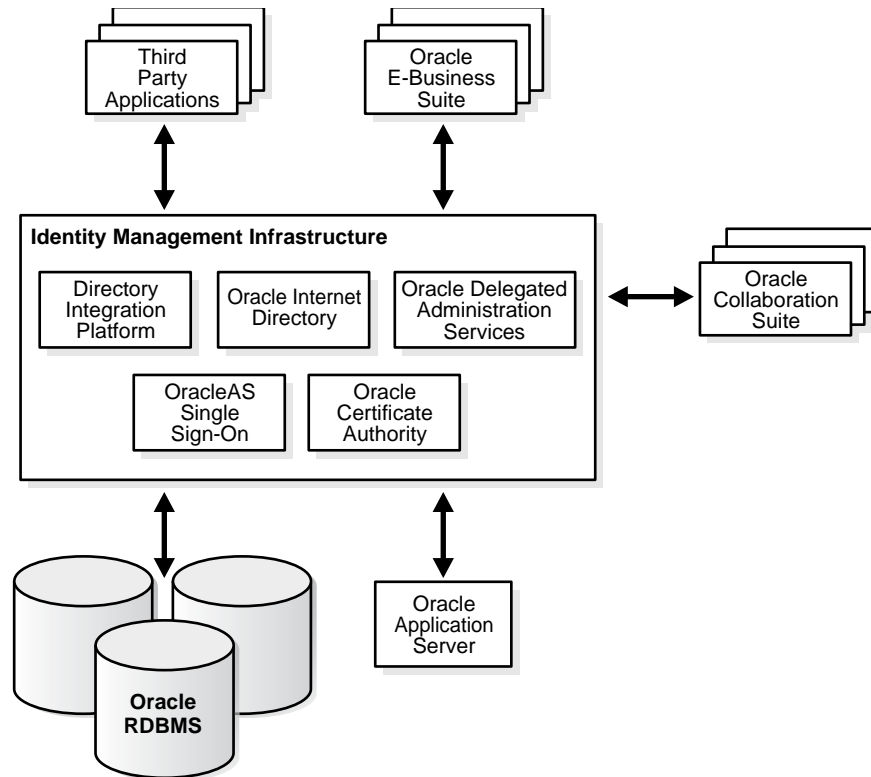 Third
Party
Applications
Oracle
E-Business
Suite
Identity Management Infrastructure
Directory
Integration
Platform
Oracle Internet
Directory
Oracle Delegated
Administration
Services
Oracle
Collaboration
Suite
OracleAS
Single
Sign-On
Oracle
Certificate
Authority
Oracle
RDBMS
Oracle
Application
Server